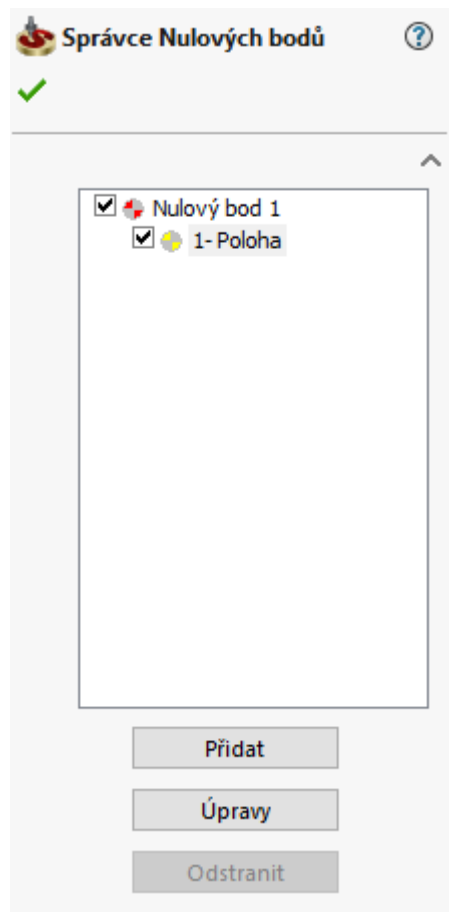 Správce Nulových bodů
Nulový bod 1
1- Poloha
Přidat
Úpravy
Odstranit